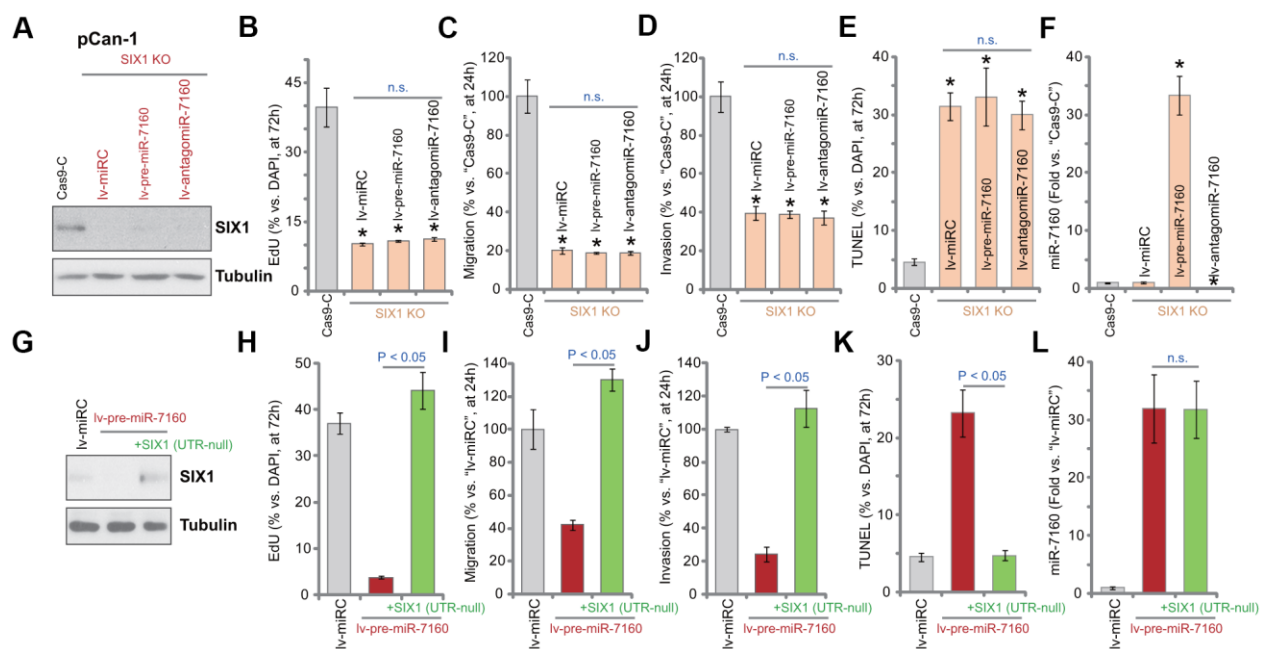 A
pCan-1
SIX1 KO
Cas9-C
lv-miRC
lv-pre-miR-7160
lv-antagomiR-7160
SIX1
Tubulin
B
EdU (% vs. DAPI, at 72h)
45
30
15
0
n.s.
* lv-miRC
* lv-pre-miR-7160
* lv-antagomiR-7160
Cas9-C
SIX1 KO
C
Migration (% vs. "Cas9-C", at 24h)
120
100
80
60
40
20
0
n.s.
* lv-miRC
* lv-pre-miR-7160
* lv-antagomiR-7160
Cas9-C
SIX1 KO
D
Invasion (% vs. "Cas9-C", at 24h)
120
100
80
60
40
20
0
n.s.
* lv-miRC
* lv-pre-miR-7160
* lv-antagomiR-7160
Cas9-C
SIX1 KO
E
TUNEL (% vs. DAPI, at 72h)
40
30
20
10
0
n.s.
* lv-miRC
* lv-pre-miR-7160
* lv-antagomiR-7160
Cas9-C
SIX1 KO
F
miR-7160 (Fold vs. "Cas9-C")
40
30
20
10
0
lv-miRC
* lv-pre-miR-7160
* lv-antagomiR-7160
Cas9-C
SIX1 KO
G
lv-miRC
lv-pre-miR-7160
+SIX1 (UTR-null)
SIX1
Tubulin
H
EdU (% vs. DAPI, at 72h)
50
40
30
20
10
0
P < 0.05
lv-miRC
+SIX1 (UTR-null)
lv-pre-miR-7160
I
Migration (% vs. "lv-miRC", at 24h)
140
120
100
80
60
40
20
0
P < 0.05
lv-miRC
+SIX1 (UTR-null)
lv-pre-miR-7160
J
Invasion (% vs. "lv-miRC", at 24h)
140
120
100
80
60
40
20
0
P < 0.05
lv-miRC
+SIX1 (UTR-null)
lv-pre-miR-7160
K
TUNEL (% vs. DAPI, at 72h)
30
20
10
0
P < 0.05
lv-miRC
+SIX1 (UTR-null)
lv-pre-miR-7160
L
miR-7160 (Fold vs. "lv-miRC")
40
30
20
10
0
n.s.
lv-miRC
+SIX1 (UTR-null)
lv-pre-miR-7160